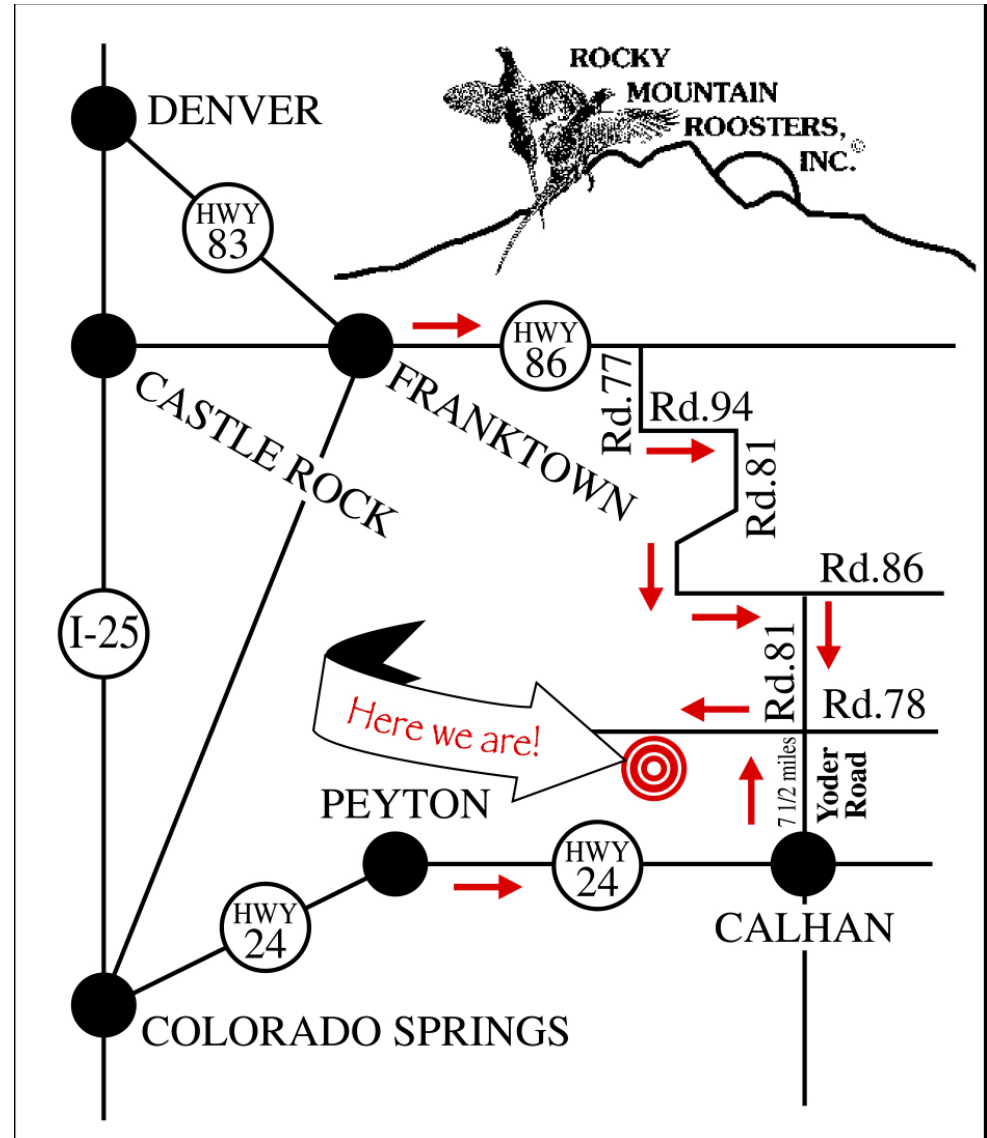 ROCKY
MOUNTAIN
ROOSTERS,
INC.©
DENVER
HWY
83
HWY
86
CASTLE ROCK
FRANKTOWN
Rd.77
Rd.94
Rd.81
Rd.86
I-25
Rd.81
Rd.78
Here we are!
7 1/2 miles
Yoder
Road
PEYTON
HWY
24
HWY
24
CALHAN
COLORADO SPRINGS